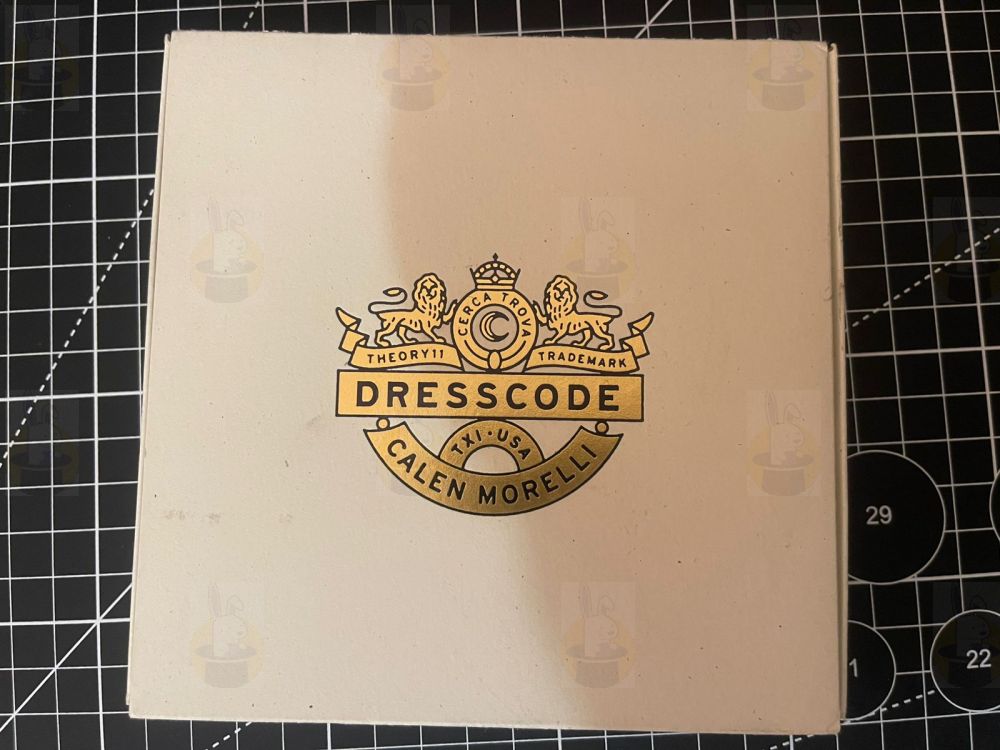 CERCA TROVA
THEORY11 TRADEMARK
DRESSCODE
TXI • USA
CALEN MORELLI
29
1
22